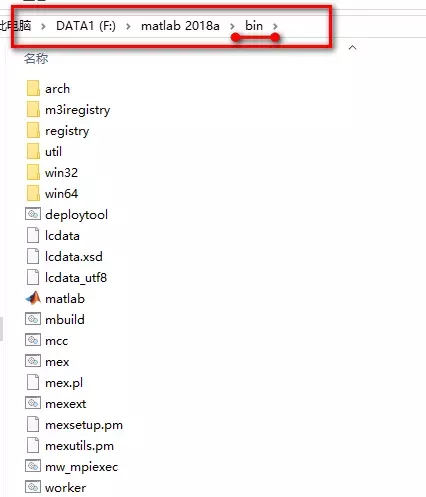 此电脑 > DATA1 (F:) > matlab 2018a > bin >
名称
arch
m3iregistry
registry
util
win32
win64
deploytool
lcdata
lcdata.xsd
lcdata_utf8
matlab
mbuild
mcc
mex
mex.pl
mexext
mexsetup.pm
mexutils.pm
mw_mpiexec
worker